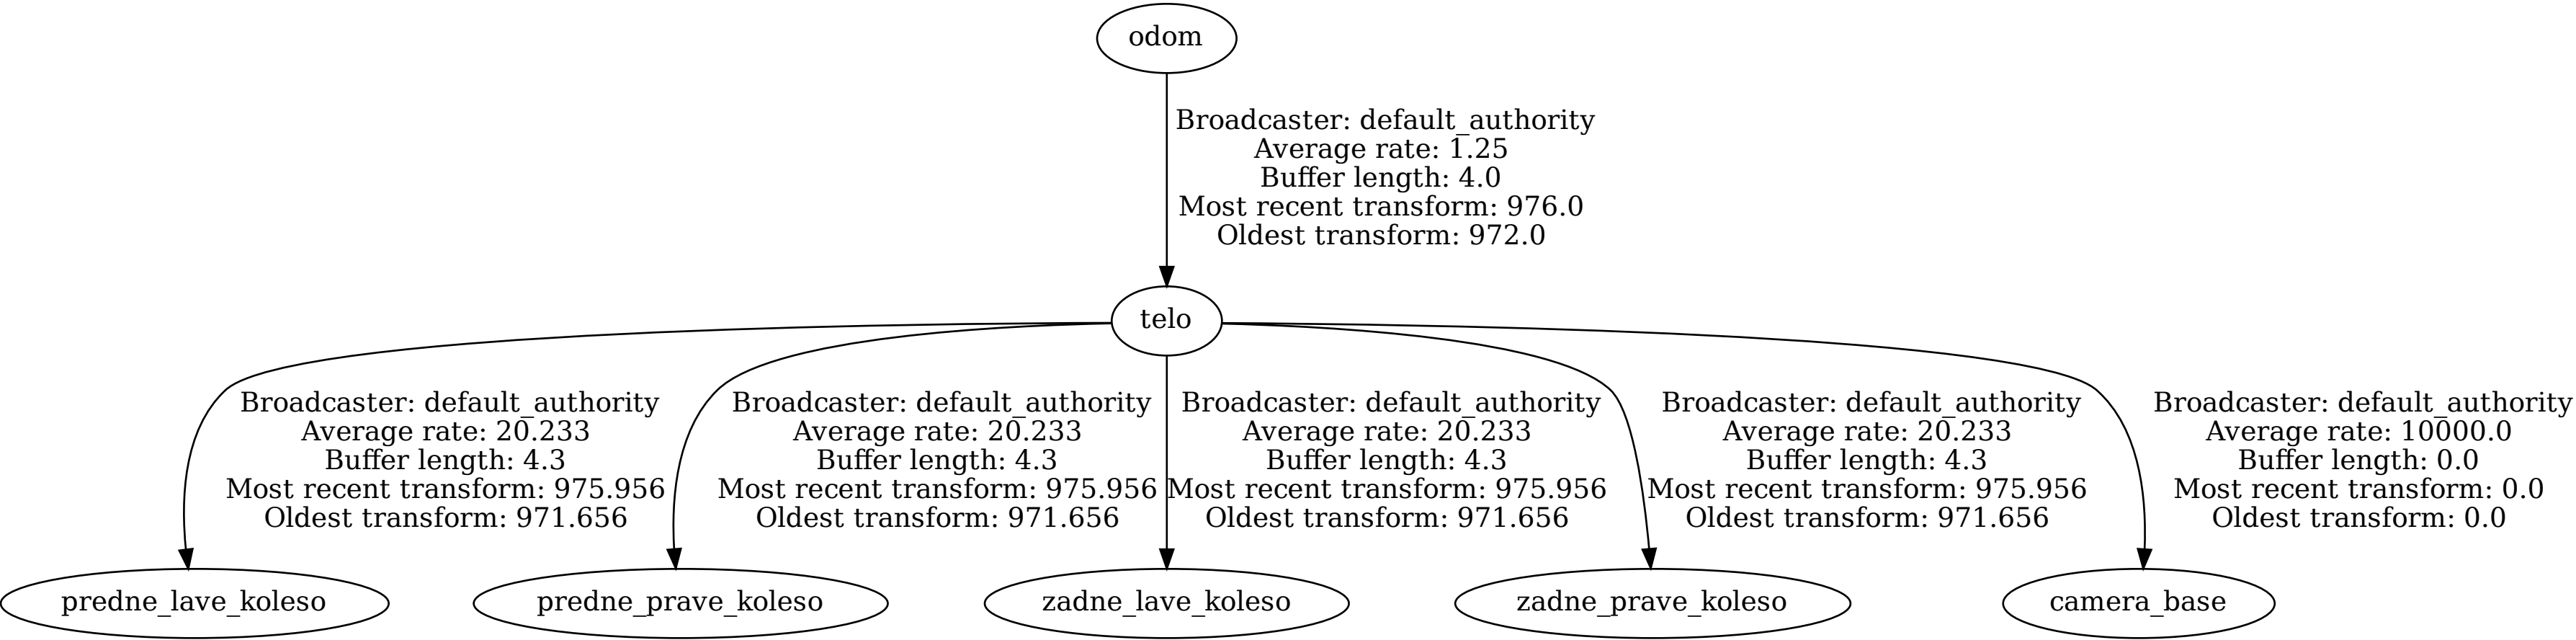 odom
Broadcaster: default_authority
Average rate: 1.25
Buffer length: 4.0
Most recent transform: 976.0
Oldest transform: 972.0
telo
Broadcaster: default_authority
Average rate: 20.233
Buffer length: 4.3
Most recent transform: 975.956
Oldest transform: 971.656
Broadcaster: default_authority
Average rate: 20.233
Buffer length: 4.3
Most recent transform: 975.956
Oldest transform: 971.656
Broadcaster: default_authority
Average rate: 20.233
Buffer length: 4.3
Most recent transform: 975.956
Oldest transform: 971.656
Broadcaster: default_authority
Average rate: 20.233
Buffer length: 4.3
Most recent transform: 975.956
Oldest transform: 971.656
Broadcaster: default_authority
Average rate: 10000.0
Buffer length: 0.0
Most recent transform: 0.0
Oldest transform: 0.0
predne_lave_koleso
predne_prave_koleso
zadne_lave_koleso
zadne_prave_koleso
camera_base